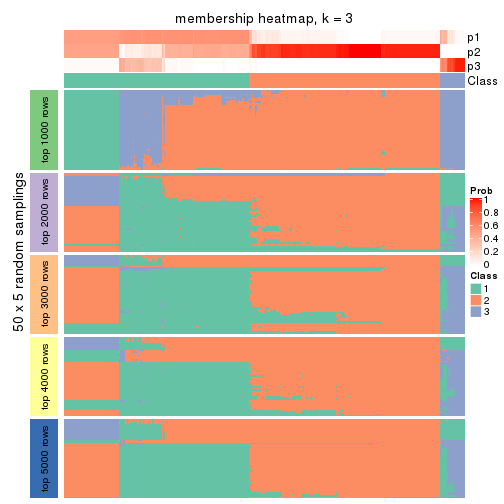 membership heatmap, k = 3
p1
p2
p3
Class
50 x 5 random samplings
top 1000 rows
top 2000 rows
top 3000 rows
top 4000 rows
top 5000 rows
Prob
1
0.8
0.6
0.4
0.2
0
Class
1
2
3